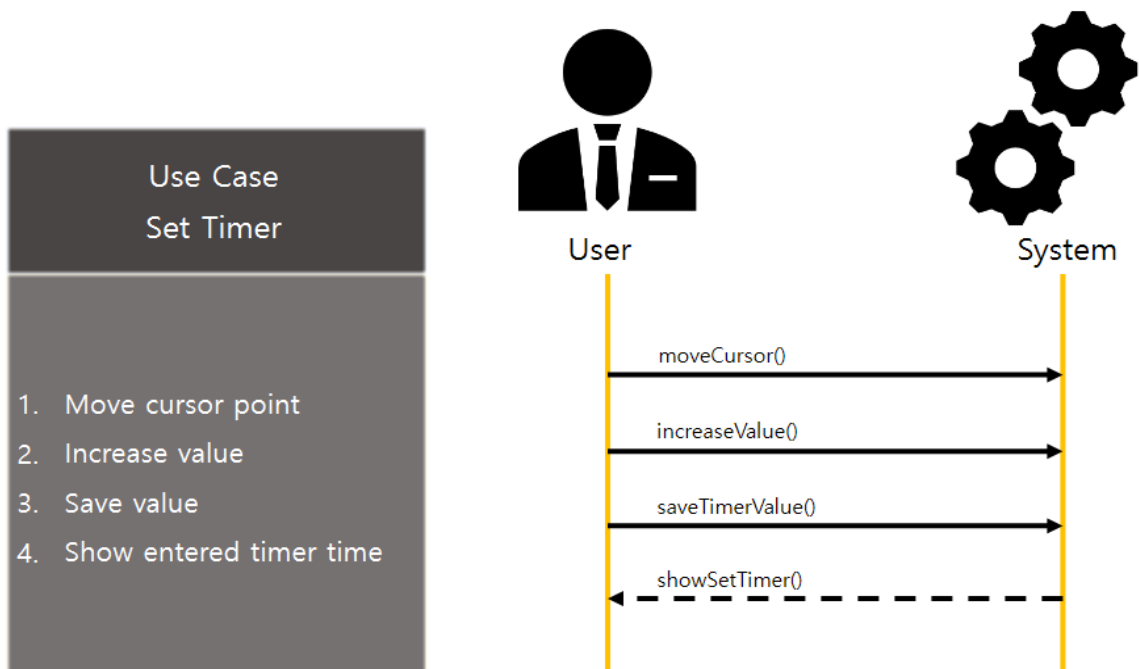 Use Case
Set Timer
1. Move cursor point
2. Increase value
3. Save value
4. Show entered timer time
User
System
moveCursor()
increaseValue()
saveTimerValue()
showSetTimer()